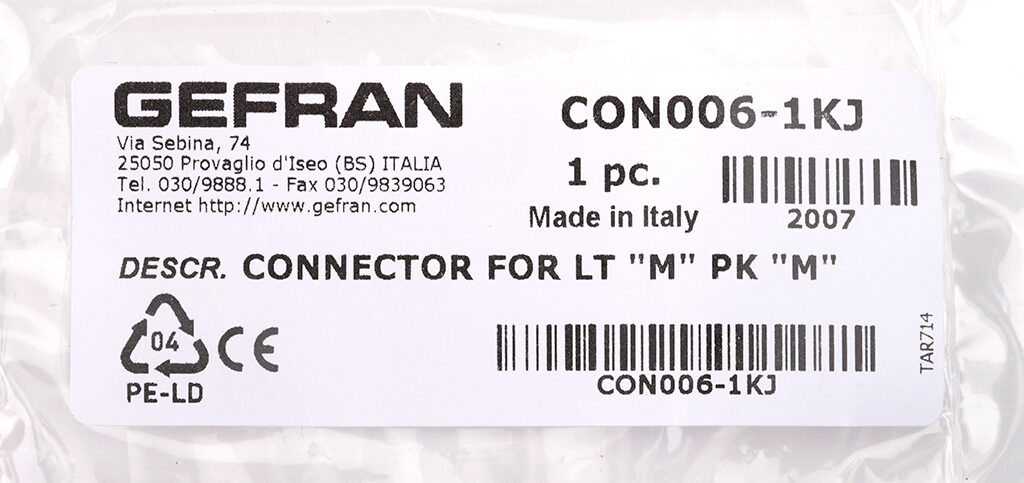 GEFRAN
Via Sebina, 74
25050 Provaglio d'Iseo (BS) ITALIA
Tel. 030/9888.1 - Fax 030/9839063
Internet http://www.gefran.com
CON006-1KJ
1 pc.
Made in Italy
2007
DESCR. CONNECTOR FOR LT "M" PK "M"
04
PE-LD
CE
CON006-1KJ
TAR714